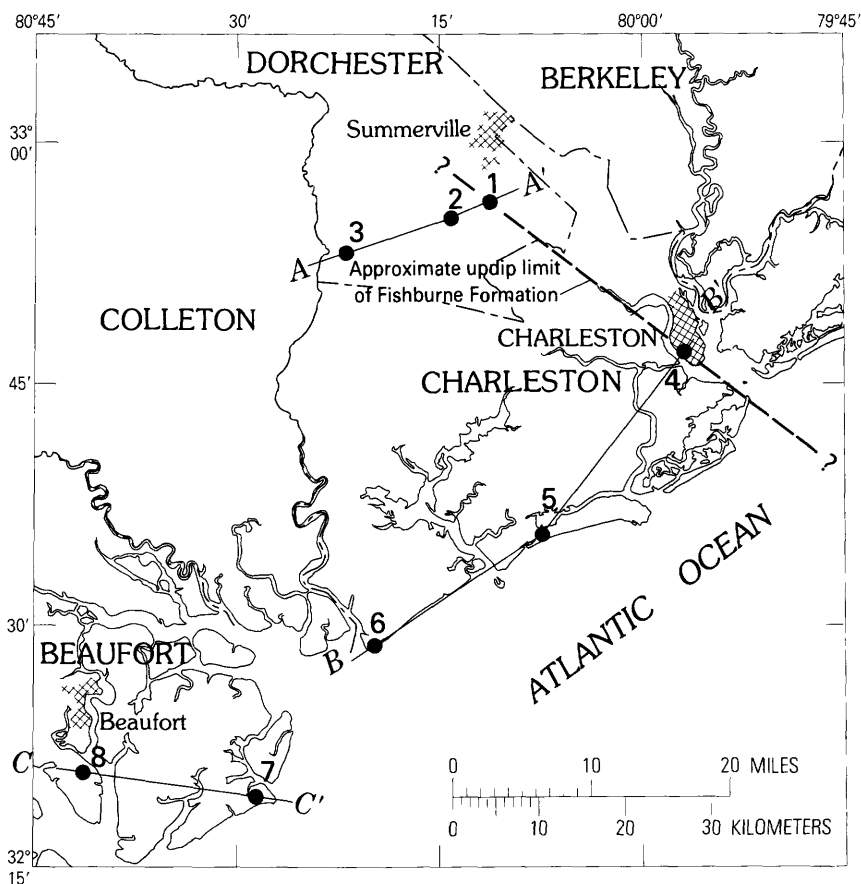 80°45' 30' 15' 80°00' 79°45'
DORCHESTER
BERKELEY
Summerville
33°
00'
?
1
A'
2
3
A
Approximate updip limit
of Fishburne Formation
B'
COLLETON
CHARLESTON
45'
CHARLESTON
4
?
5
ATLANTIC OCEAN
30'
6
B
BEAUFORT
Beaufort
C
8
7
C'
0 10 20 MILES
0 10 20 30 KILOMETERS
32°
15'